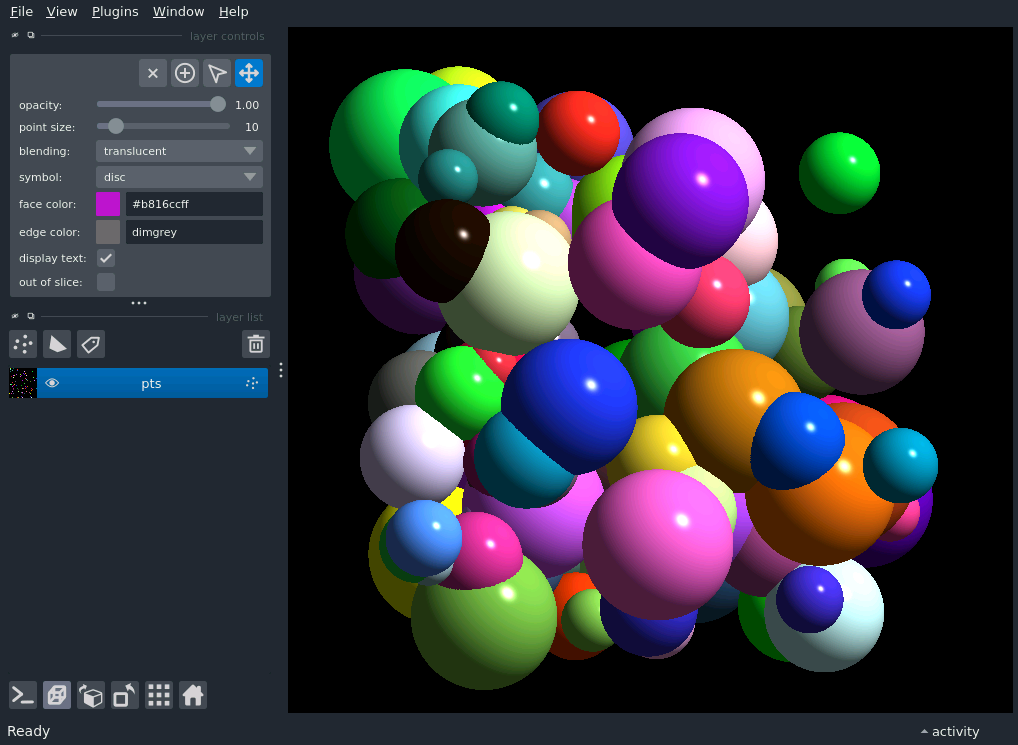 File View Plugins Window Help
layer controls
opacity: 1.00
point size: 10
blending: translucent
symbol: disc
face color: #b816ccff
edge color: dimgrey
display text:
out of slice:
layer list
pts
Ready
activity